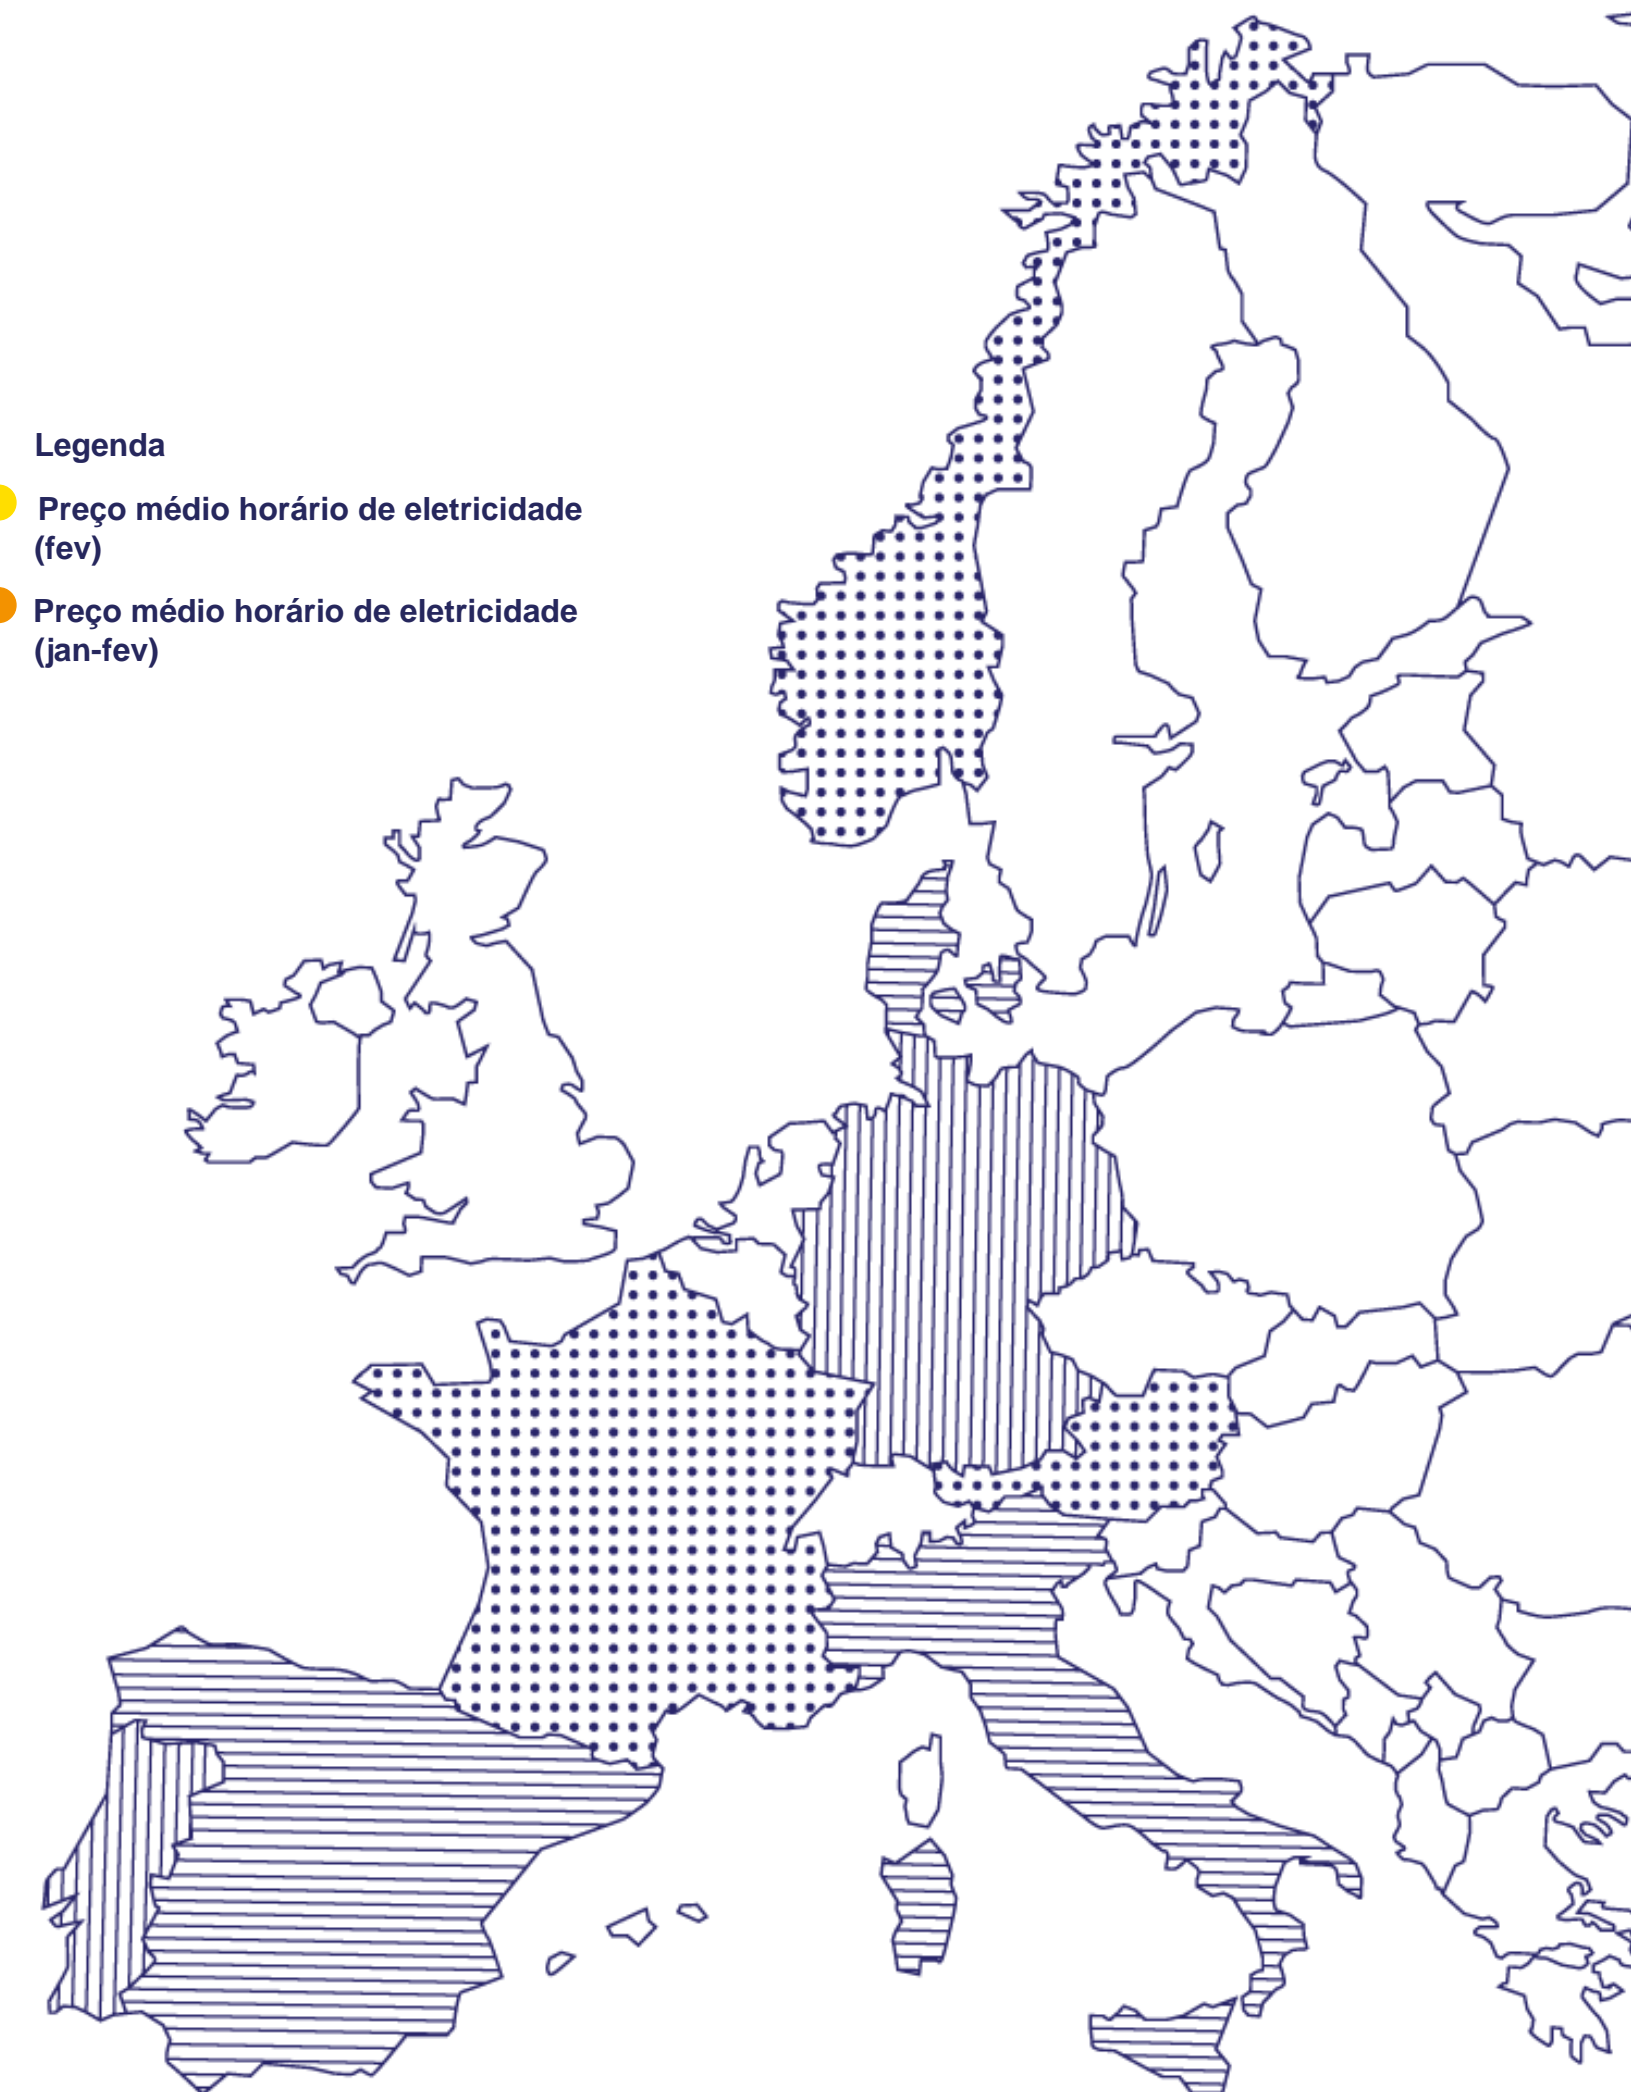 Legenda
Preço médio horário de eletricidade
(fev)
Preço médio horário de eletricidade
(jan-fev)